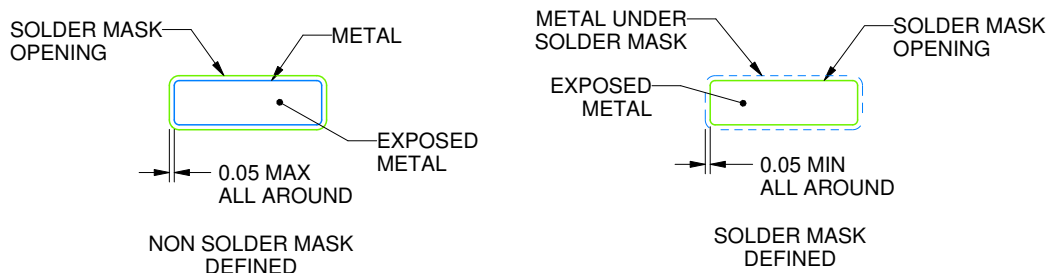 SOLDER MASK
OPENING
METAL
EXPOSED
METAL
0.05 MAX
ALL AROUND
NON SOLDER MASK
DEFINED
METAL UNDER
SOLDER MASK
SOLDER MASK
OPENING
EXPOSED
METAL
0.05 MIN
ALL AROUND
SOLDER MASK
DEFINED